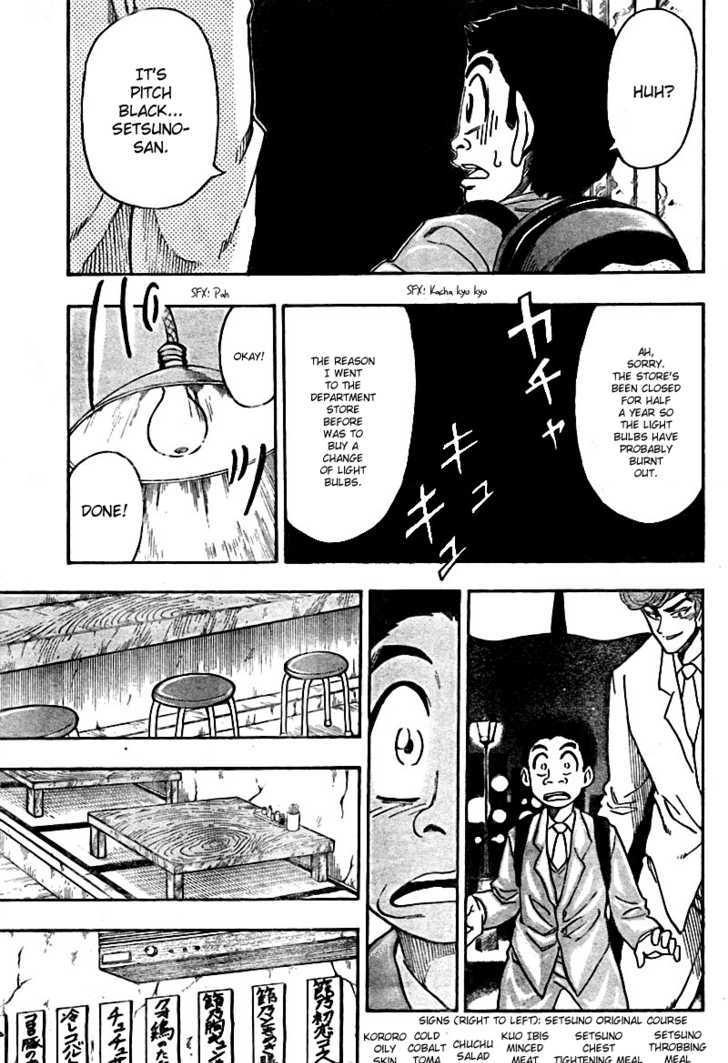 HUH?
IT'S
PITCH
BLACK...
SETSUNO-
SAN.
SFX: Kacha kyu kyu
SFX: Pah
AH,
SORRY.
THE STORE'S
BEEN CLOSED
FOR HALF
A YEAR SO
THE LIGHT
BULBS HAVE
PROBABLY
BURNT
OUT.
カチャ
キュ
キュ
THE REASON
I WENT
TO THE
DEPARTMENT
STORE
BEFORE
WAS TO
BUY A
CHANGE
OF LIGHT
BULBS.
OKAY!
DONE!
SIGNS (RIGHT TO LEFT): SETSUNO ORIGINAL COURSE
KORORO
OILY
SKIN
COLD
COBALT
TOMA
CHUCHU
SALAD
KUO IBIS
MINCED
MEAT
SETSUNO
CHEST
TIGHTENING MEAL
SETSUNO
THROBBING
MEAL